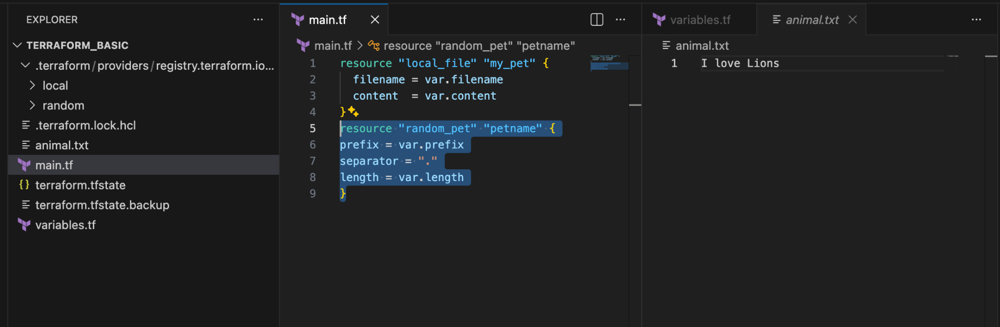 EXPLORER
TERRAFORM_BASIC
.terraform/providers/registry.terraform.io...
local
random
.terraform.lock.hcl
animal.txt
main.tf
terraform.tfstate
terraform.tfstate.backup
variables.tf
main.tf
main.tf > resource "random_pet" "petname"
1 resource "local_file" "my_pet" {
2 filename = var.filename
3 content = var.content
4 }
5 resource "random_pet" "petname" {
6 prefix = var.prefix
7 separator = "."
8 length = var.length
9 }
variables.tf
animal.txt
animal.txt
1 I love Lions